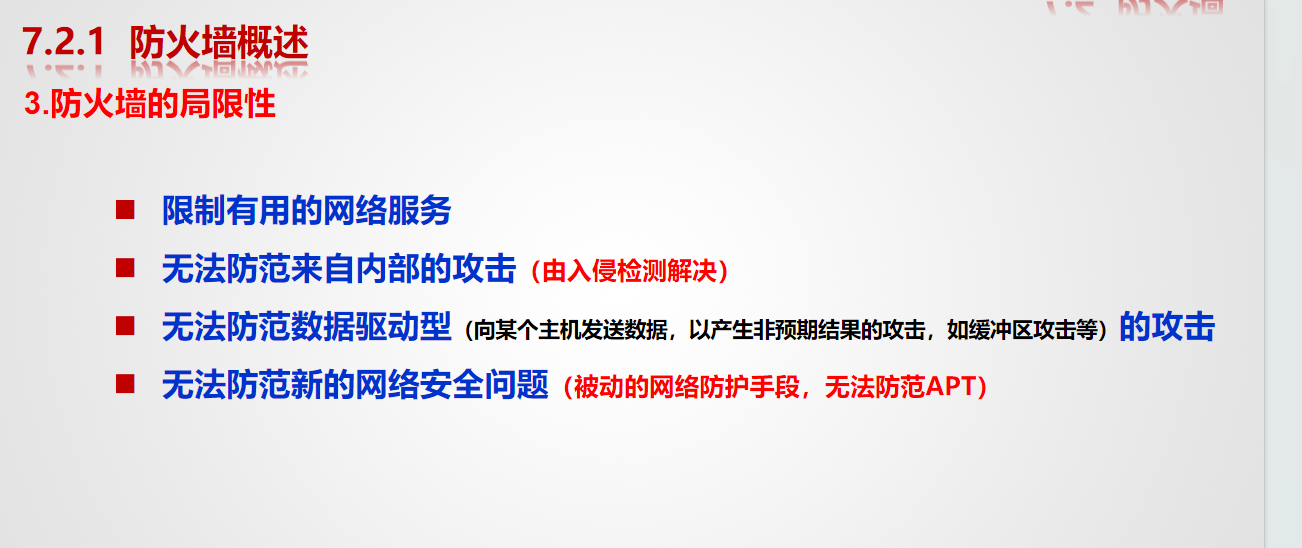 7.2 防火墙
7.2.1 防火墙概述
3.防火墙的局限性
限制有用的网络服务
无法防范来自内部的攻击（由入侵检测解决）
无法防范数据驱动型（向某个主机发送数据，以产生非预期结果的攻击，如缓冲区攻击等）的攻击
无法防范新的网络安全问题（被动的网络防护手段，无法防范APT）